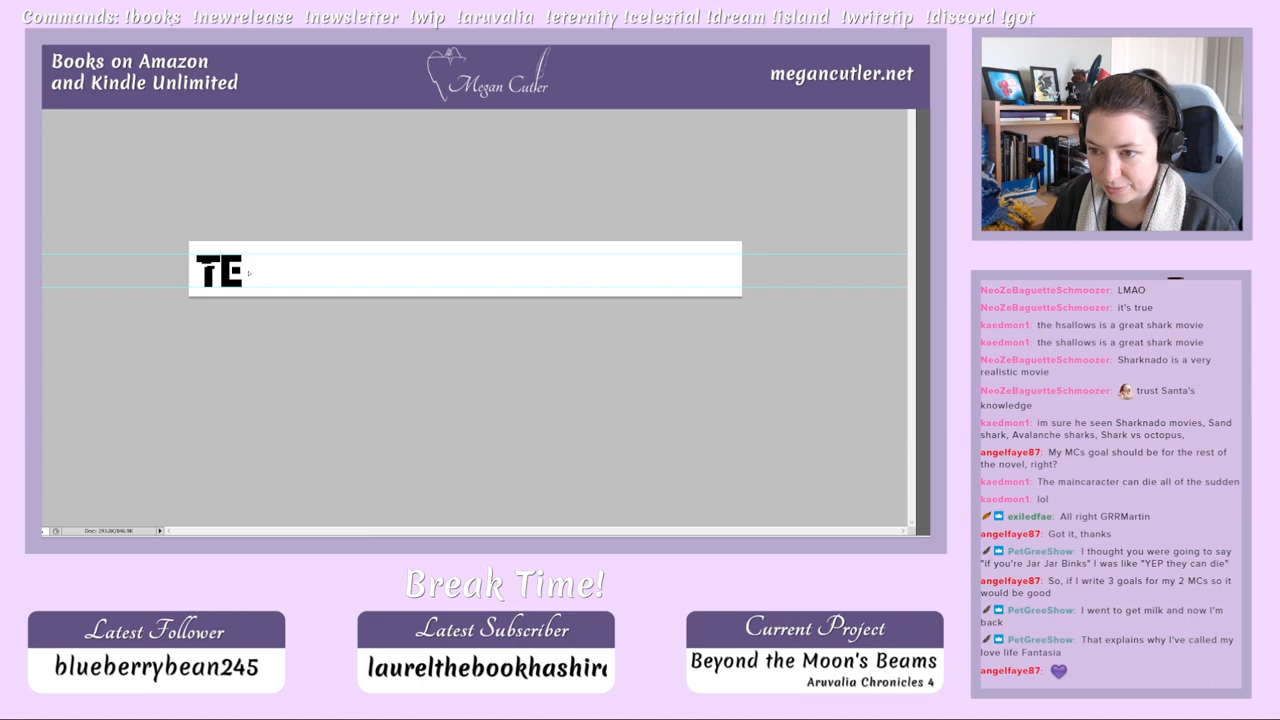 Commands: !books !newrelease !newsletter !wip !aruvalia !eternity !celestial !dream !island !writetip !discord !got
Books on Amazon
and Kindle Unlimited
Megan Cutler
megancutler.net
TE
Doc: 293.0K/846.9K
Break Time!
Latest Follower
blueberrybean245
Latest Subscriber
laurelthebookhashira
Current Project
Beyond the Moon's Beams
Aruvalia Chronicles 4
NeoZeBaguetteSchmoozer: LMAO
NeoZeBaguetteSchmoozer: it's true
kaedmon1: the hsallows is a great shark movie
kaedmon1: the shallows is a great shark movie
NeoZeBaguetteSchmoozer: Sharknado is a very
realistic movie
NeoZeBaguetteSchmoozer: trust Santa's
knowledge
kaedmon1: im sure he seen Sharknado movies, Sand
shark, Avalanche sharks, Shark vs octopus,
angelfaye87: My MCs goal should be for the rest of
the novel, right?
kaedmon1: The maincaracter can die all of the sudden
kaedmon1: lol
exiledfae: All right GRRMartin
angelfaye87: Got it, thanks
PetGreeShow: I thought you were going to say
"if you're Jar Jar Binks" I was like "YEP they can die"
angelfaye87: So, if I write 3 goals for my 2 MCs so it
would be good
PetGreeShow: I went to get milk and now I'm
back
PetGreeShow: That explains why I've called my
love life Fantasia
angelfaye87: